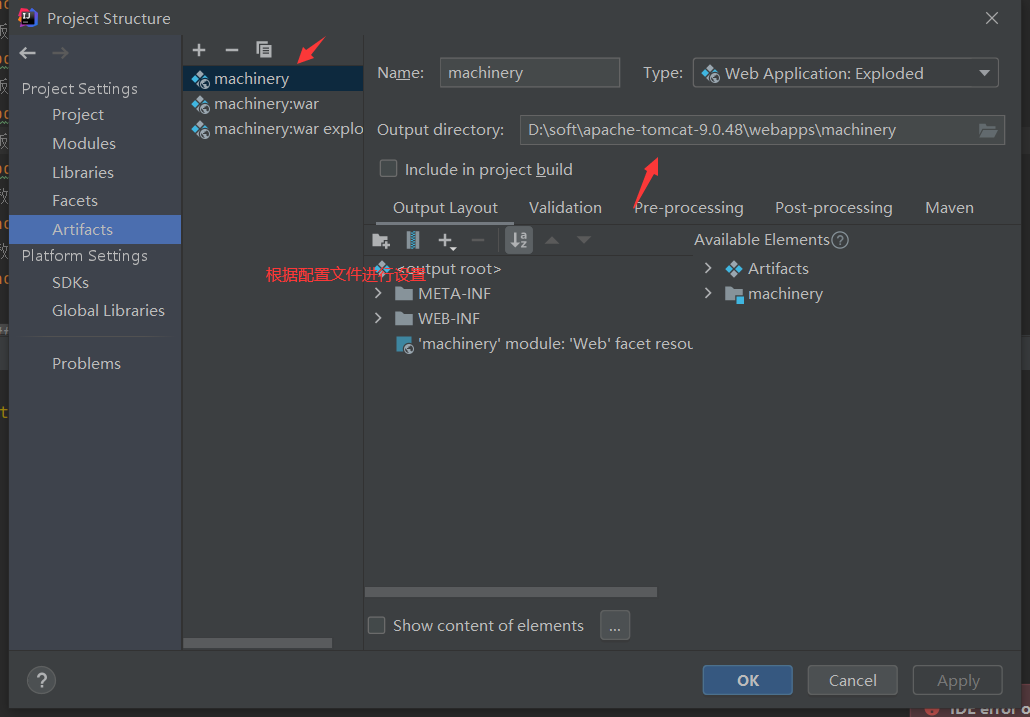 Project Structure
Project Settings
Project
Modules
Libraries
Facets
Artifacts
Platform Settings
SDKs
Global Libraries
Problems
machinery
machinery:war
machinery:war explo
Name: machinery
Type: Web Application: Exploded
Output directory: D:\soft\apache-tomcat-9.0.48\webapps\machinery
Include in project build
Output Layout Validation Pre-processing Post-processing Maven
Available Elements
<output root>
根据配置文件进行设置
META-INF
WEB-INF
'machinery' module: 'Web' facet resou
Artifacts
machinery
Show content of elements ...
? OK Cancel Apply
IDE error o